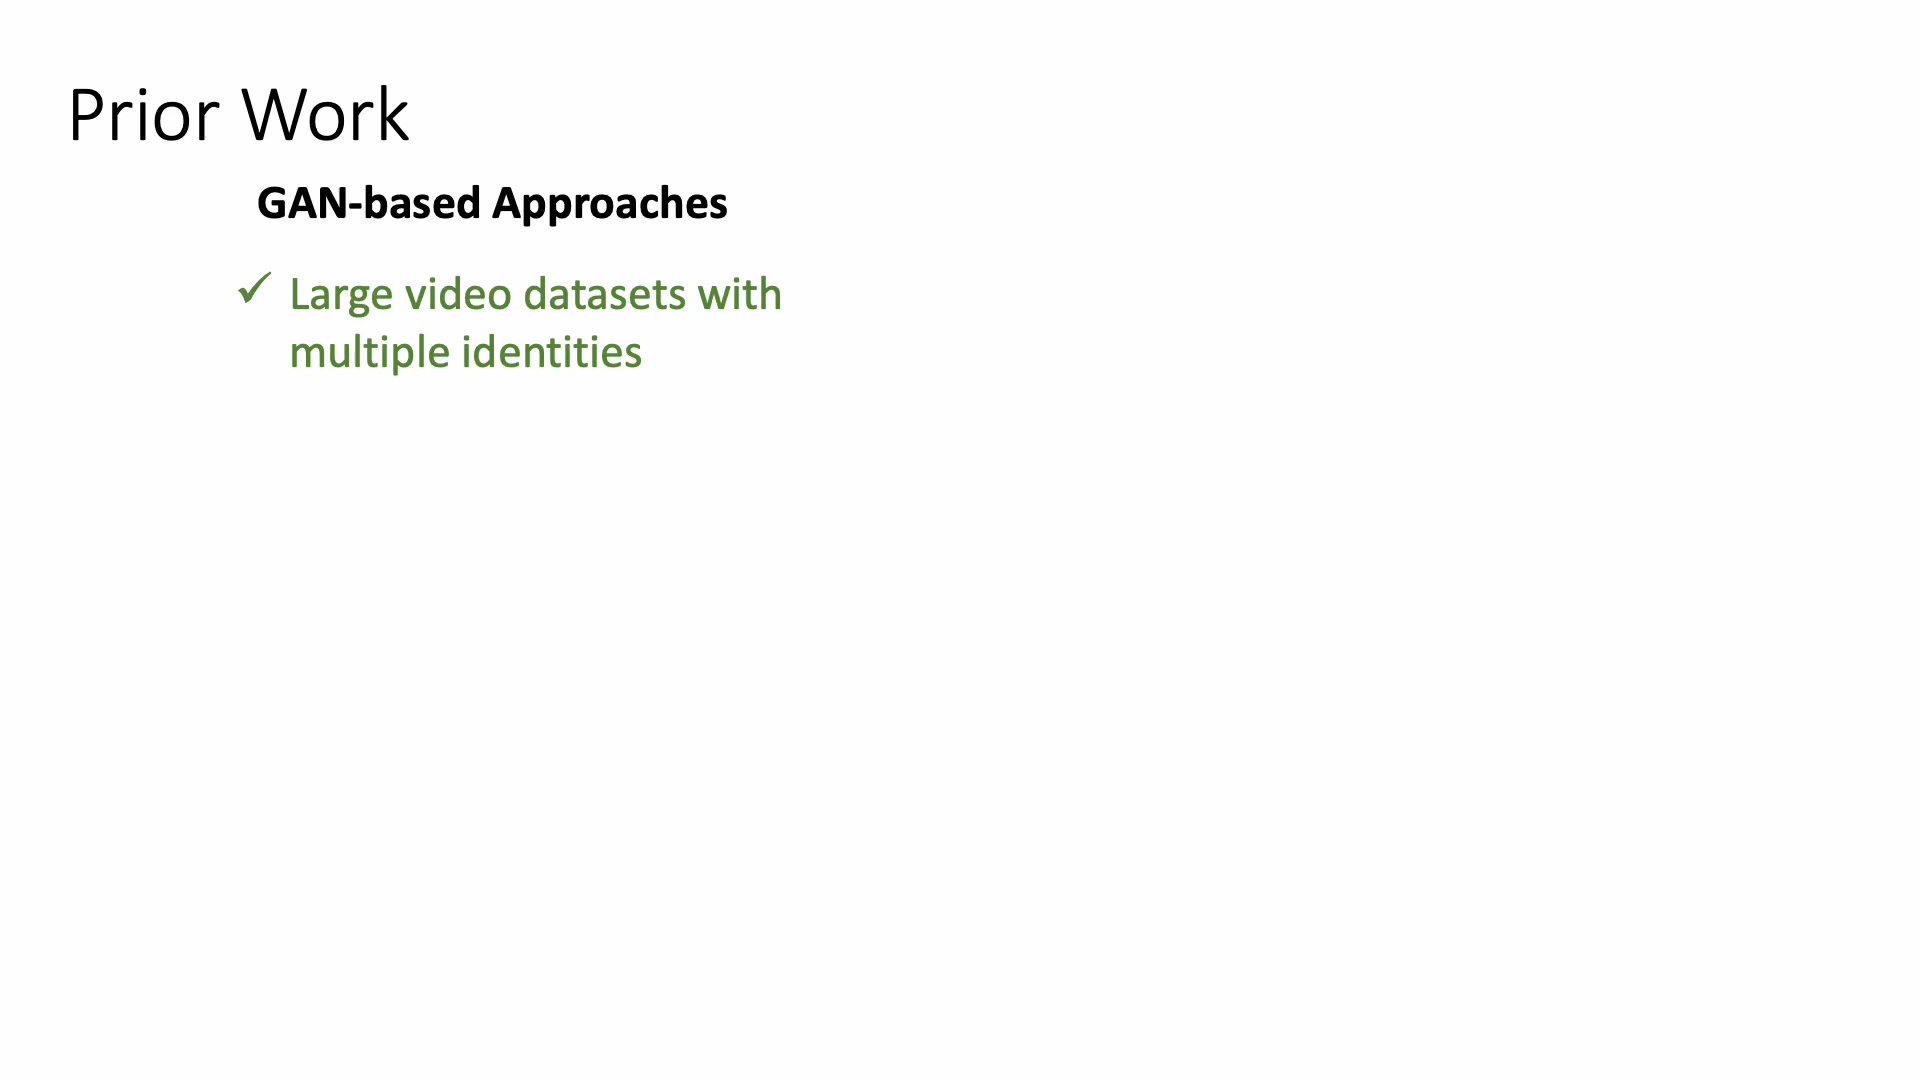 Prior Work
GAN-based Approaches
✓ Large video datasets with
multiple identities